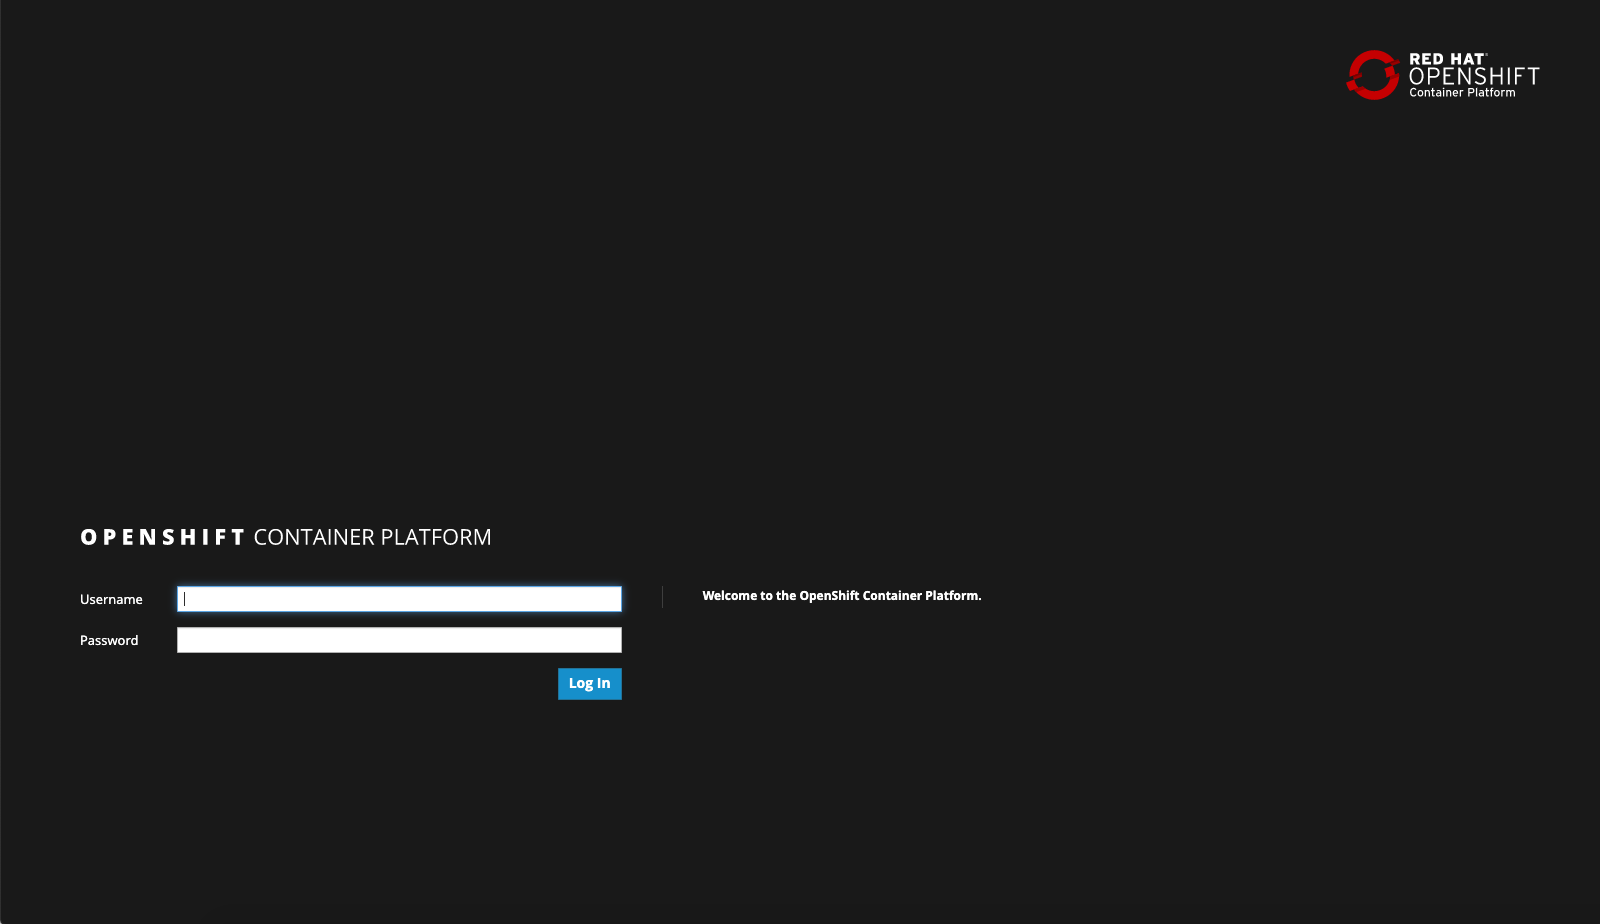 RED HAT®
OPENSHIFT
Container Platform
OPENSHIFT CONTAINER PLATFORM
Username
Welcome to the OpenShift Container Platform.
Password
Log In